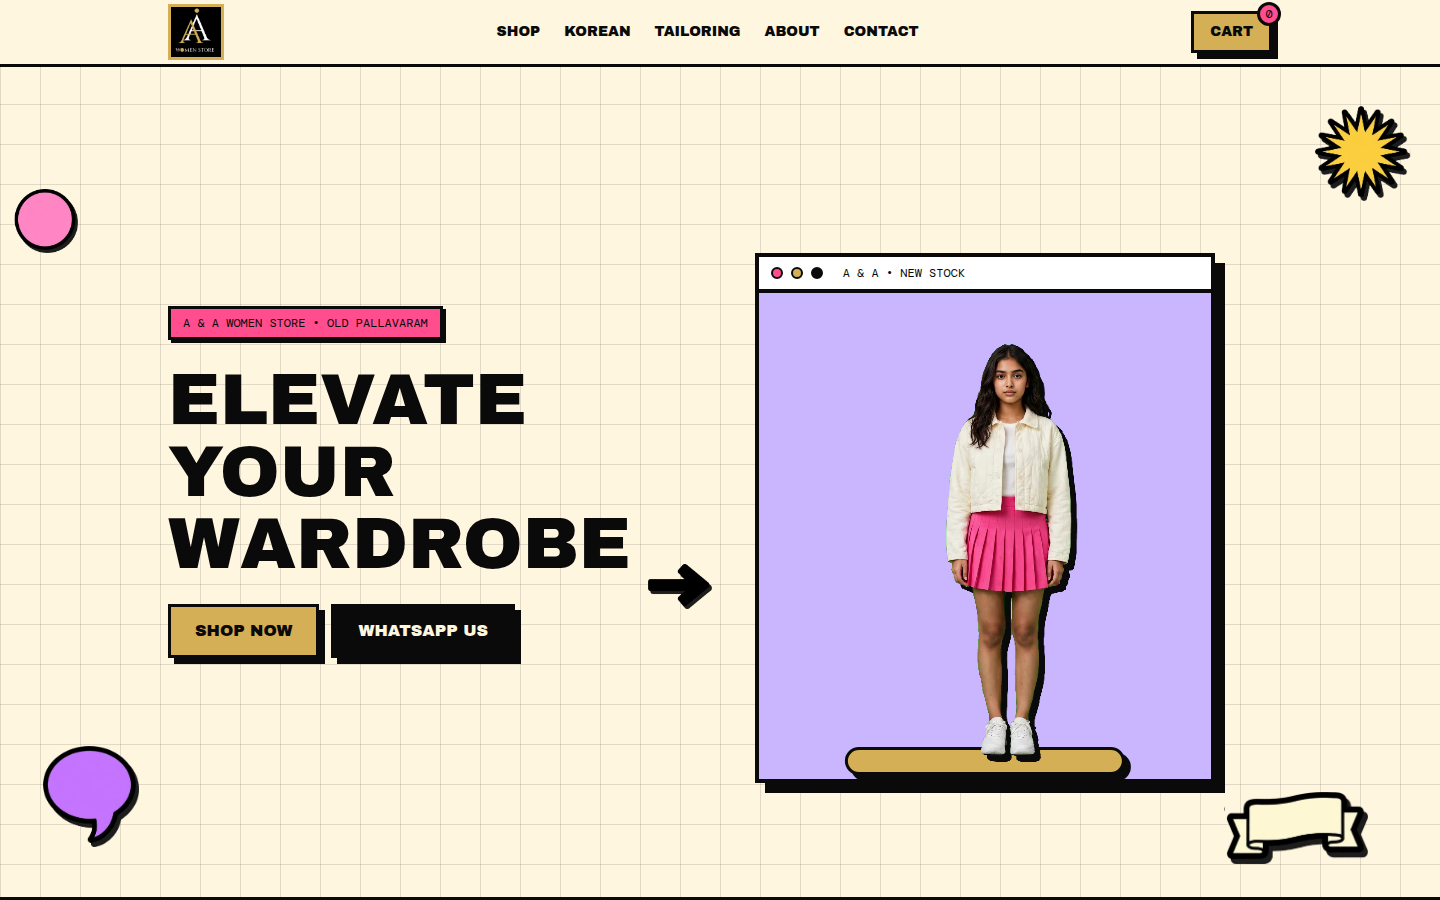 WOMEN STORE
SHOP
KOREAN
TAILORING
ABOUT
CONTACT
CART
0
A & A • NEW STOCK
A & A WOMEN STORE • OLD PALLAVARAM
ELEVATE
YOUR
WARDROBE
SHOP NOW
WHATSAPP US